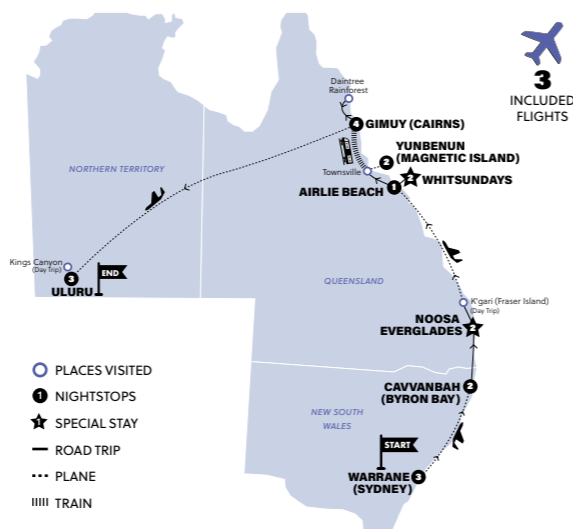 3
INCLUDED
FLIGHTS
Daintree
Rainforest
4
GIMUY (CAIRNS)
YUNBENUN
(MAGNETIC ISLAND)
2
Townsville
2
WHITSUNDAYS
AIRLIE BEACH
1
NORTHERN TERRITORY
Kings Canyon
(Day Trip)
3
ULURU
END
QUEENSLAND
K'gari (Fraser Island)
(Day Trip)
NOOSA
EVERGLADES
2
CAVVANBAH
(BYRON BAY)
2
NEW SOUTH
WALES
START
WARRANE
(SYDNEY)
3
PLACES VISITED
1 NIGHTSTOPS
1 SPECIAL STAY
ROAD TRIP
PLANE
TRAIN